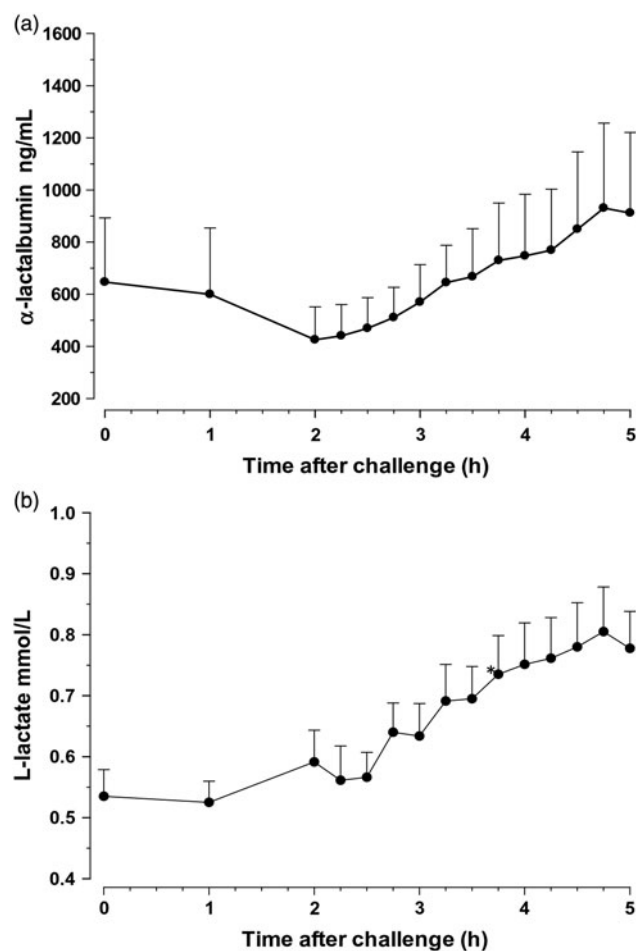 (a)
1600
1400
1200
1000
800
600
400
200
α-lactalbumin ng/mL
0 1 2 3 4 5
Time after challenge (h)
(b)
1.0
0.9
0.8
0.7
0.6
0.5
0.4
L-lactate mmol/L
*
0 1 2 3 4 5
Time after challenge (h)